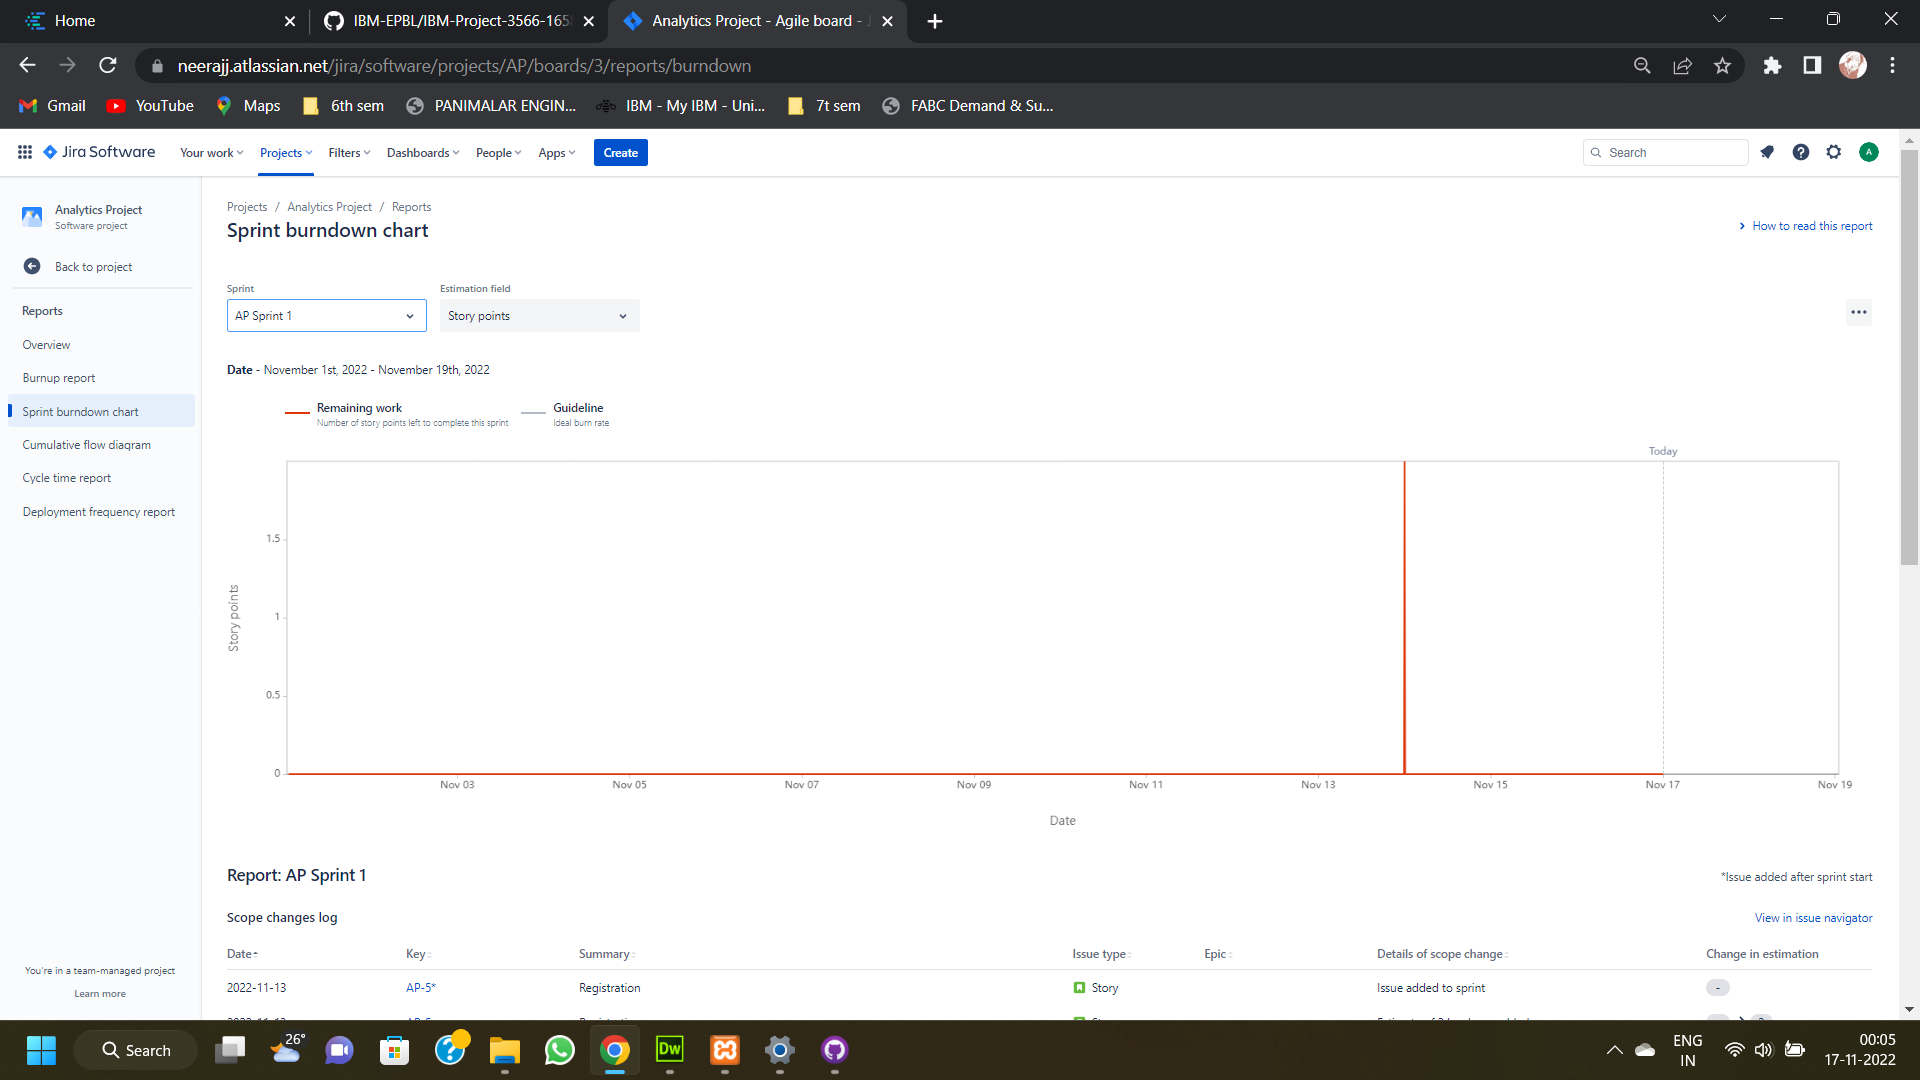 Home
IBM-EPBL/IBM-Project-3566-1658
Analytics Project - Agile board - J
neerajj.atlassian.net/jira/software/projects/AP/boards/3/reports/burndown
Gmail YouTube Maps 6th sem PANIMALAR ENGIN... IBM - My IBM - Uni... 7t sem FABC Demand & Su...
Jira Software Your work Projects Filters Dashboards People Apps Create Search A
Analytics Project
Software project
Back to project
Reports
Overview
Burnup report
Sprint burndown chart
Cumulative flow diagram
Cycle time report
Deployment frequency report
You're in a team-managed project
Learn more
Projects / Analytics Project / Reports
Sprint burndown chart
How to read this report
Sprint Estimation field
AP Sprint 1 Story points
Date - November 1st, 2022 - November 19th, 2022
Remaining work
Number of story points left to complete this sprint
Guideline
Ideal burn rate
Today
Story points
1.5
1
0.5
0
Nov 03 Nov 05 Nov 07 Nov 09 Nov 11 Nov 13 Nov 15 Nov 17 Nov 19
Date
Report: AP Sprint 1
*Issue added after sprint start
Scope changes log
View in issue navigator
Date Key Summary Issue type Epic Details of scope change Change in estimation
2022-11-13 AP-5* Registration Story Issue added to sprint -
Search
26°
Dw
ENG
IN
00:05
17-11-2022